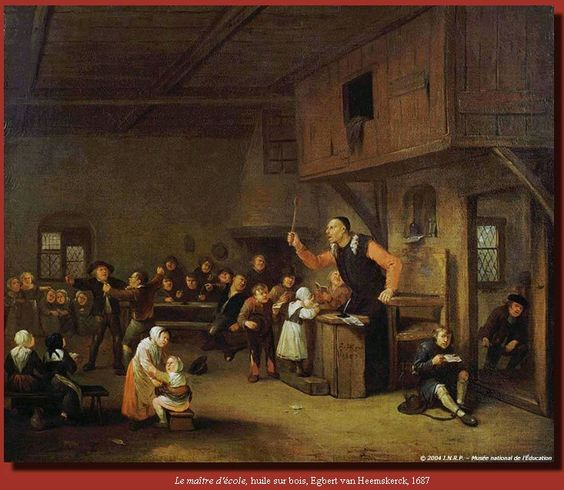 © 2004 I.N.R.P. – Musée national de l'Éducation
Le maître d'école, huile sur bois, Egbert van Heemskerck, 1687